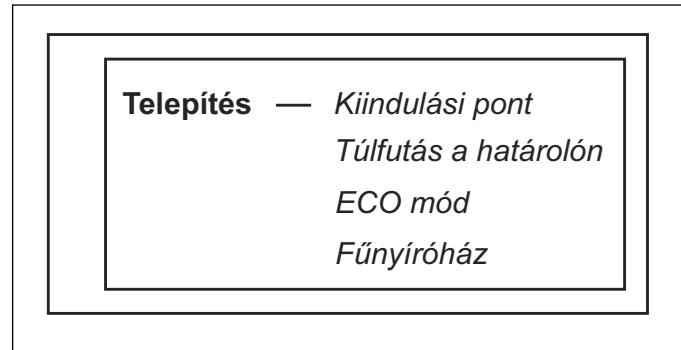 Telepítés — Kiindulási pont
Túlfutás a határolón
ECO mód
Fűnyíróház